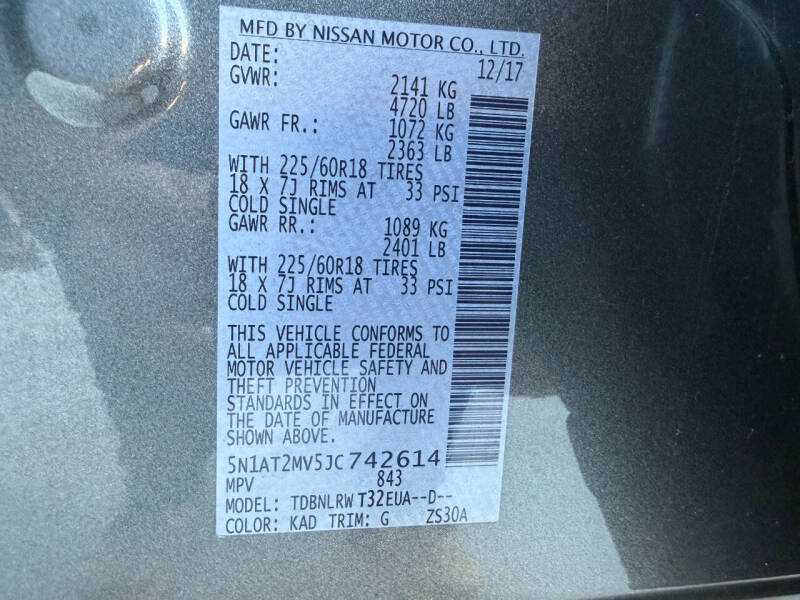 MFD BY NISSAN MOTOR CO., LTD.
DATE: 12/17
GVWR: 2141 KG
4720 LB
GAWR FR.: 1072 KG
2363 LB
WITH 225/60R18 TIRES
18 X 7J RIMS AT 33 PSI
COLD SINGLE
GAWR RR.: 1089 KG
2401 LB
WITH 225/60R18 TIRES
18 X 7J RIMS AT 33 PSI
COLD SINGLE
THIS VEHICLE CONFORMS TO
ALL APPLICABLE FEDERAL
MOTOR VEHICLE SAFETY AND
THEFT PREVENTION
STANDARDS IN EFFECT ON
THE DATE OF MANUFACTURE
SHOWN ABOVE.
5N1AT2MV5JC742614
MPV 843
MODEL: TDBNLRW T32EUA--D--
COLOR: KAD TRIM: G ZS30A